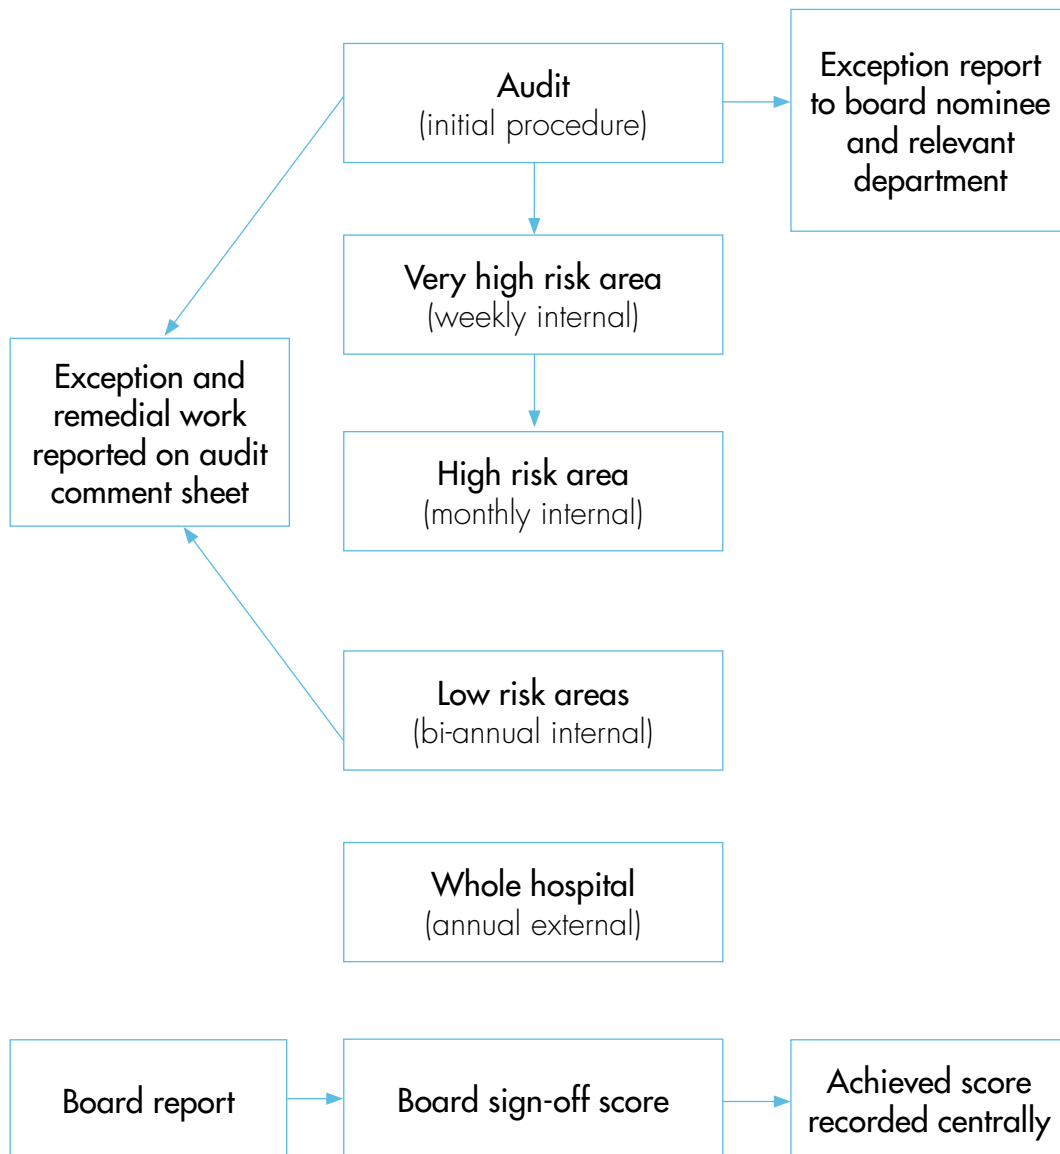 Audit
(initial procedure)
Exception report
to board nominee
and relevant
department
Very high risk area
(weekly internal)
Exception and
remedial work
reported on audit
comment sheet
High risk area
(monthly internal)
Low risk areas
(bi-annual internal)
Whole hospital
(annual external)
Board report
Board sign-off score
Achieved score
recorded centrally